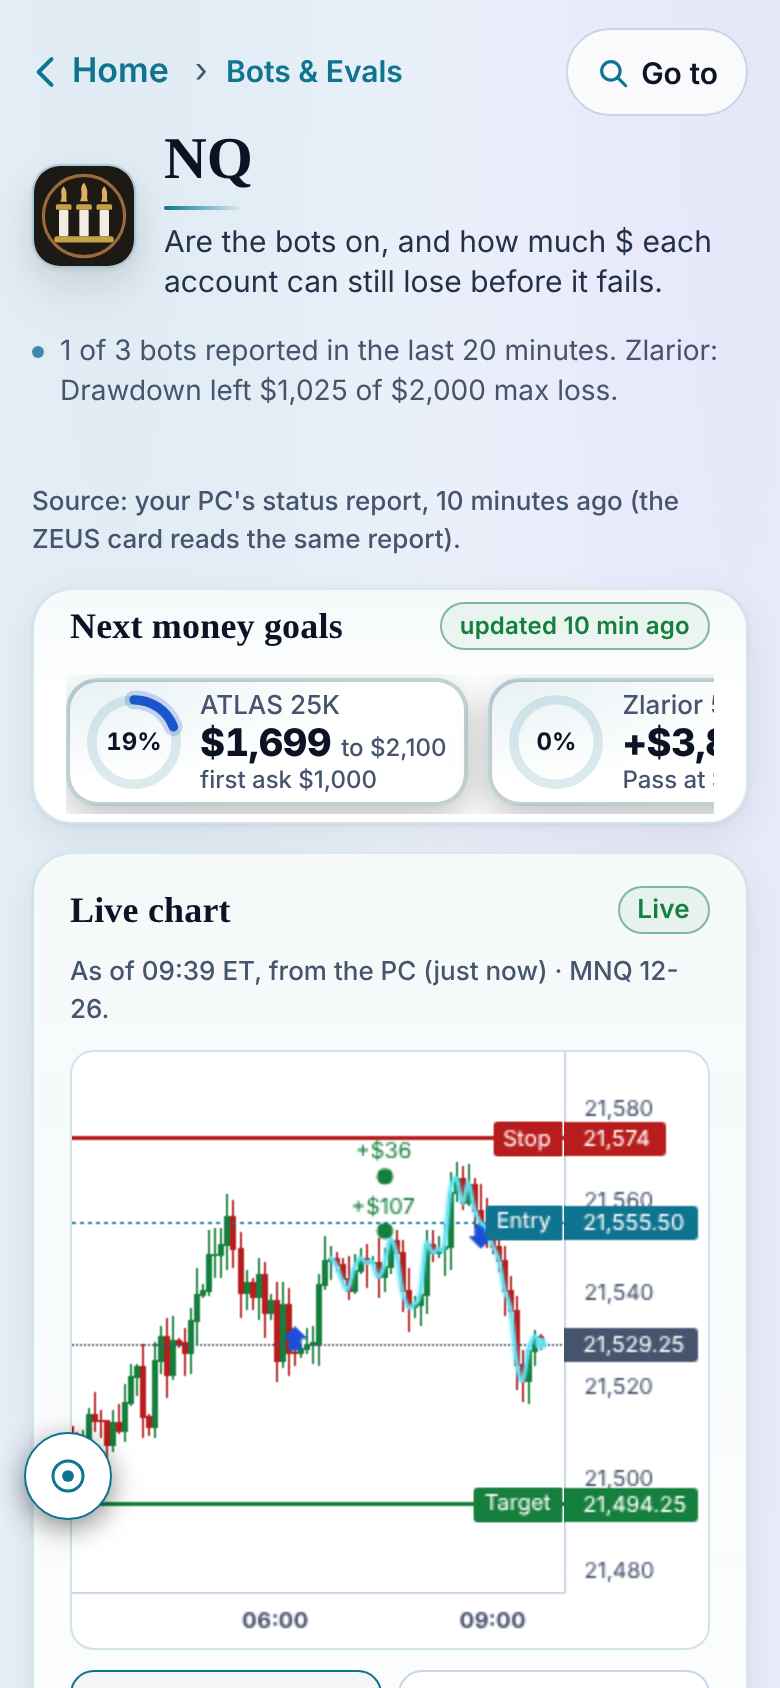 Home › Bots & Evals
Go to
NQ
Are the bots on, and how much $ each
account can still lose before it fails.
1 of 3 bots reported in the last 20 minutes. Zlarior:
Drawdown left $1,025 of $2,000 max loss.
Source: your PC's status report, 10 minutes ago (the
ZEUS card reads the same report).
Next money goals
updated 10 min ago
19%
ATLAS 25K
$1,699 to $2,100
first ask $1,000
0%
Zlarior
+$3,8
Pass at
Live chart
Live
As of 09:39 ET, from the PC (just now) · MNQ 12-
26.
21,580
Stop 21,574
+$36
21,560
+$107
Entry 21,555.50
21,540
21,529.25
21,520
21,500
Target 21,494.25
21,480
06:00
09:00